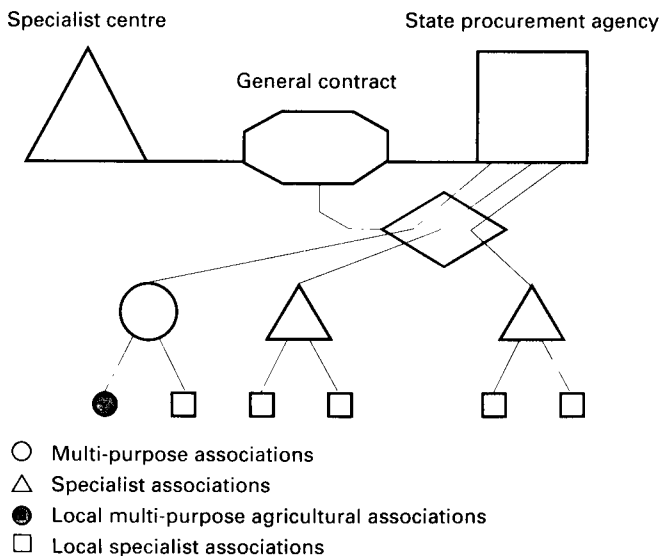 Specialist centre
State procurement agency
General contract
Multi-purpose associations
Specialist associations
Local multi-purpose agricultural associations
Local specialist associations